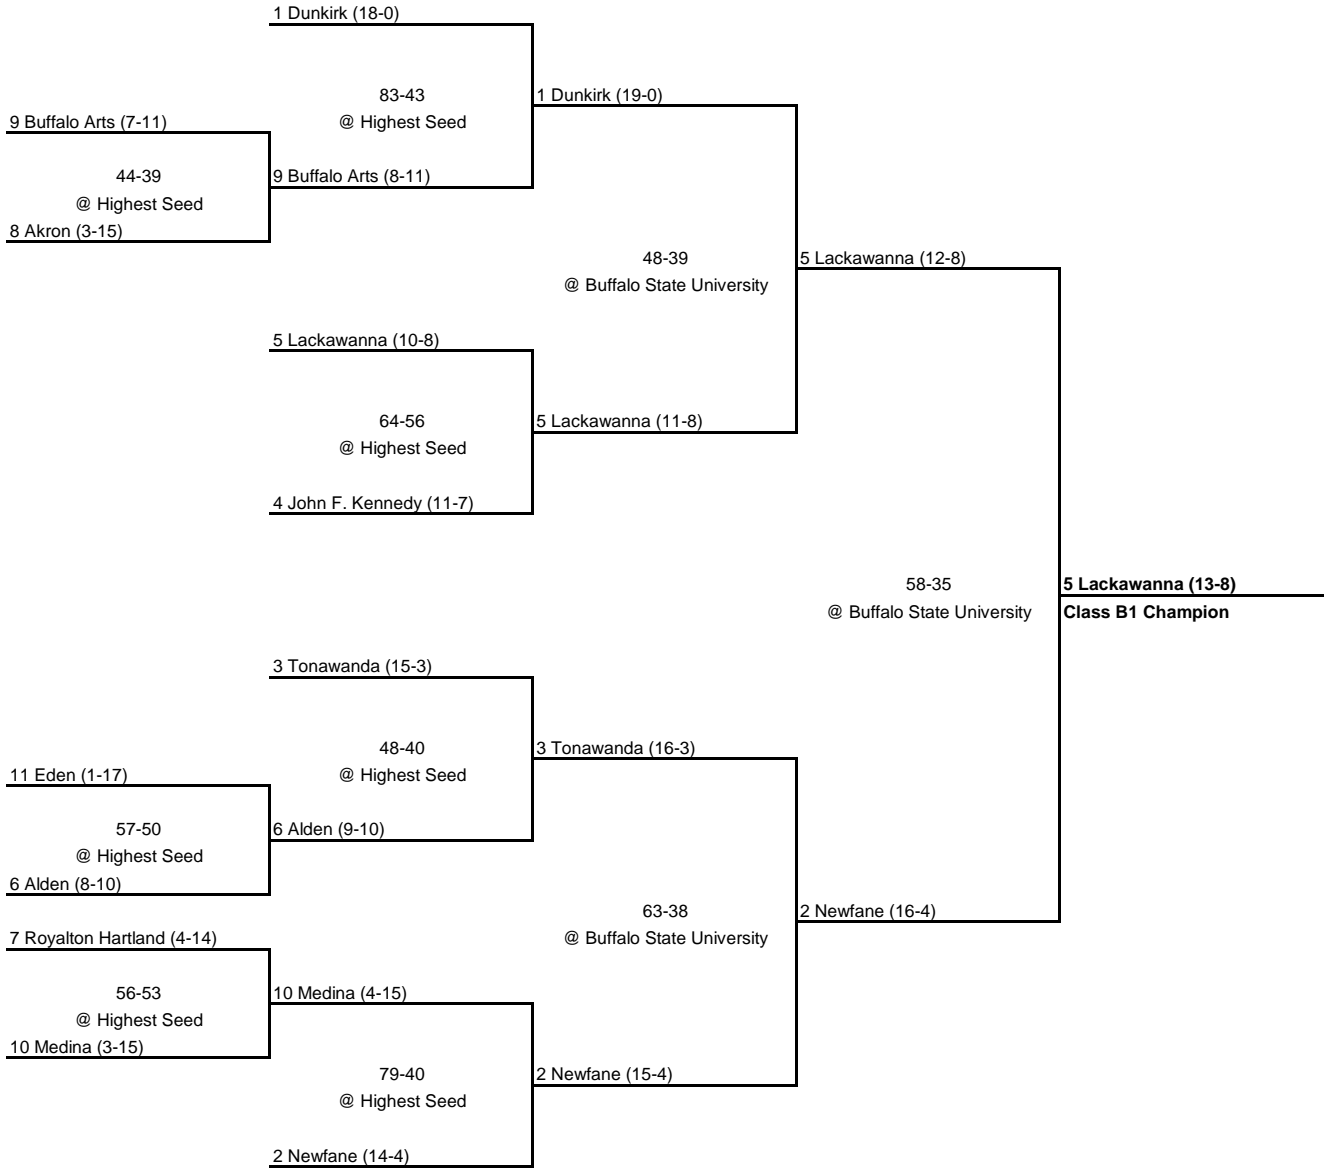 1 Dunkirk (18-0)
83-43
@ Highest Seed
1 Dunkirk (19-0)
9 Buffalo Arts (7-11)
44-39
@ Highest Seed
9 Buffalo Arts (8-11)
8 Akron (3-15)
48-39
@ Buffalo State University
5 Lackawanna (12-8)
5 Lackawanna (10-8)
64-56
@ Highest Seed
5 Lackawanna (11-8)
4 John F. Kennedy (11-7)
58-35
@ Buffalo State University
5 Lackawanna (13-8)
Class B1 Champion
3 Tonawanda (15-3)
48-40
@ Highest Seed
3 Tonawanda (16-3)
11 Eden (1-17)
57-50
@ Highest Seed
6 Alden (9-10)
6 Alden (8-10)
63-38
@ Buffalo State University
2 Newfane (16-4)
7 Royalton Hartland (4-14)
56-53
@ Highest Seed
10 Medina (4-15)
10 Medina (3-15)
79-40
@ Highest Seed
2 Newfane (15-4)
2 Newfane (14-4)